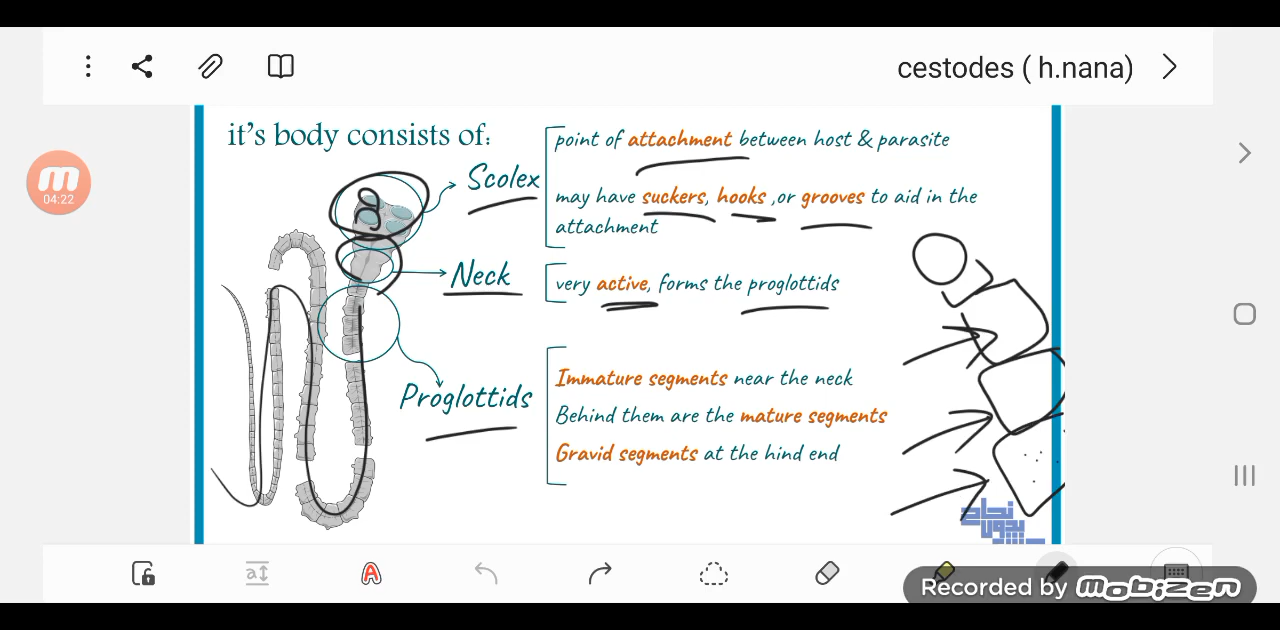 cestodes ( h.nana)
04:22
it's body consists of:
Scolex
point of attachment between host & parasite
may have suckers, hooks ,or grooves to aid in the
attachment
Neck
very active, forms the proglottids
Proglottids
Immature segments near the neck
Behind them are the mature segments
Gravid segments at the hind end
نجاح
بدون
A
Recorded by mobizen